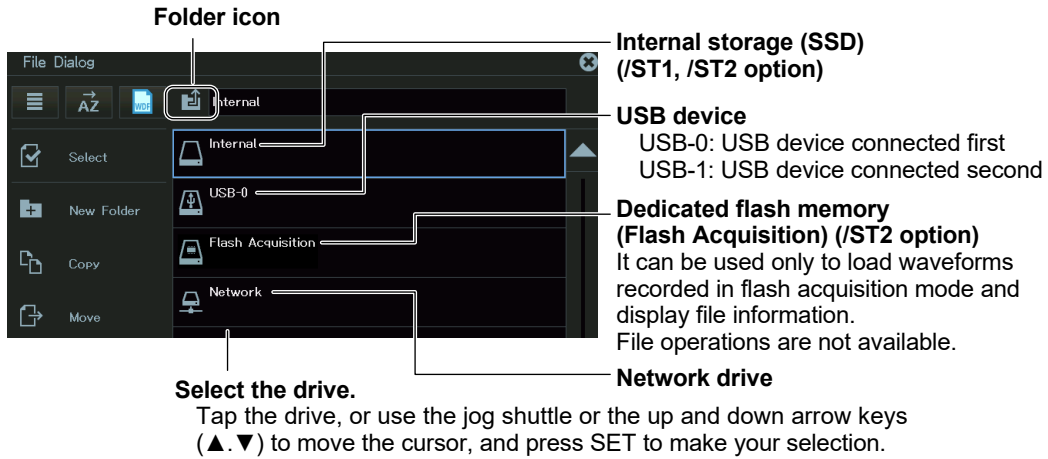 Folder icon
File Dialog
AZ
WDF
Internal
Select
New Folder
Copy
Move
Internal
USB-0
Flash Acquisition
Network
Internal storage (SSD)
(/ST1, /ST2 option)
USB device
USB-0: USB device connected first
USB-1: USB device connected second
Dedicated flash memory
(Flash Acquisition) (/ST2 option)
It can be used only to load waveforms
recorded in flash acquisition mode and
display file information.
File operations are not available.
Network drive
Select the drive.
Tap the drive, or use the jog shuttle or the up and down arrow keys
(▲.▼) to move the cursor, and press SET to make your selection.